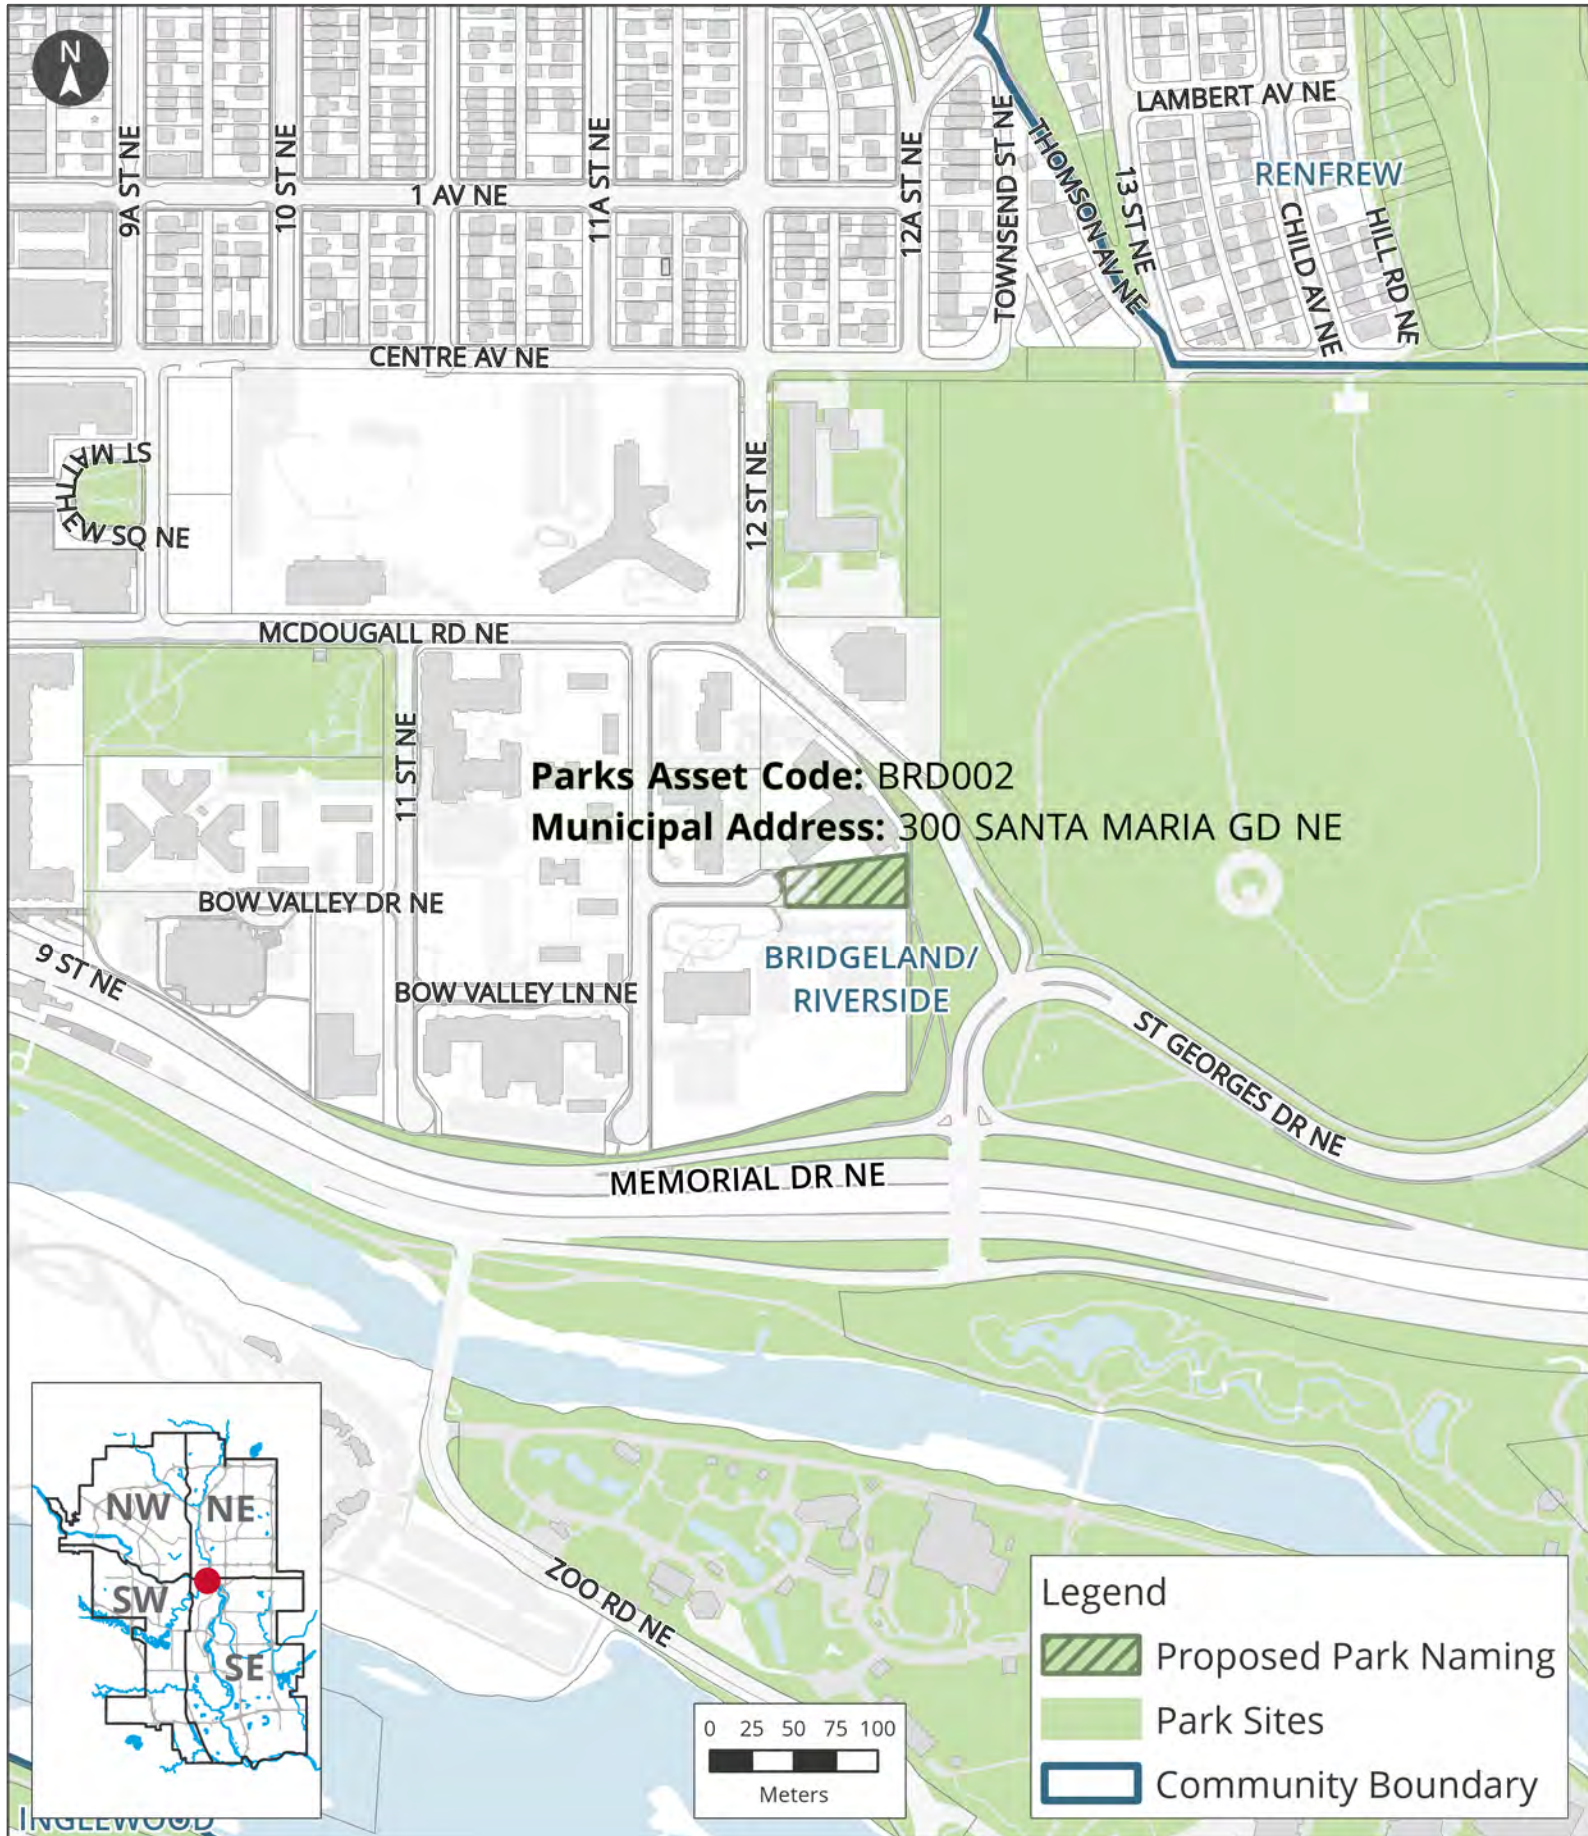 N
LAMBERT AV NE
RENFREW
9A ST NE
10 ST NE
11A ST NE
12A ST NE
TOWNSEND ST NE
THOMSON AV NE
13 ST NE
CHILD AV NE
HILL RD NE
1 AV NE
CENTRE AV NE
ST MATTHEW SQ NE
12 ST NE
MCDOUGALL RD NE
11 ST NE
Parks Asset Code: BRD002
Municipal Address: 300 SANTA MARIA GD NE
BOW VALLEY DR NE
9 ST NE
BRIDGELAND/
RIVERSIDE
BOW VALLEY LN NE
ST GEORGES DR NE
MEMORIAL DR NE
ZOO RD NE
NW
NE
SW
SE
INGLEWOOD
0 25 50 75 100
Meters
Legend
Proposed Park Naming
Park Sites
Community Boundary